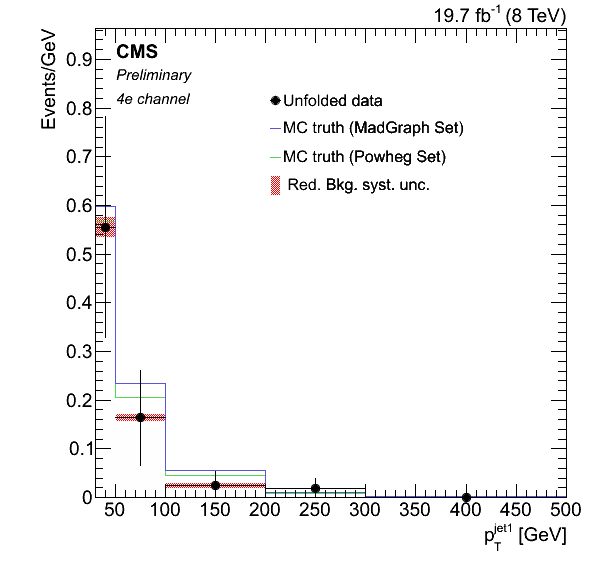 19.7 fb⁻¹ (8 TeV)
Events/GeV
CMS
Preliminary
4e channel
Unfolded data
MC truth (MadGraph Set)
MC truth (Powheg Set)
Red. Bkg. syst. unc.
0.9
0.8
0.7
0.6
0.5
0.4
0.3
0.2
0.1
0
50 100 150 200 250 300 350 400 450 500
p_T^jet1 [GeV]